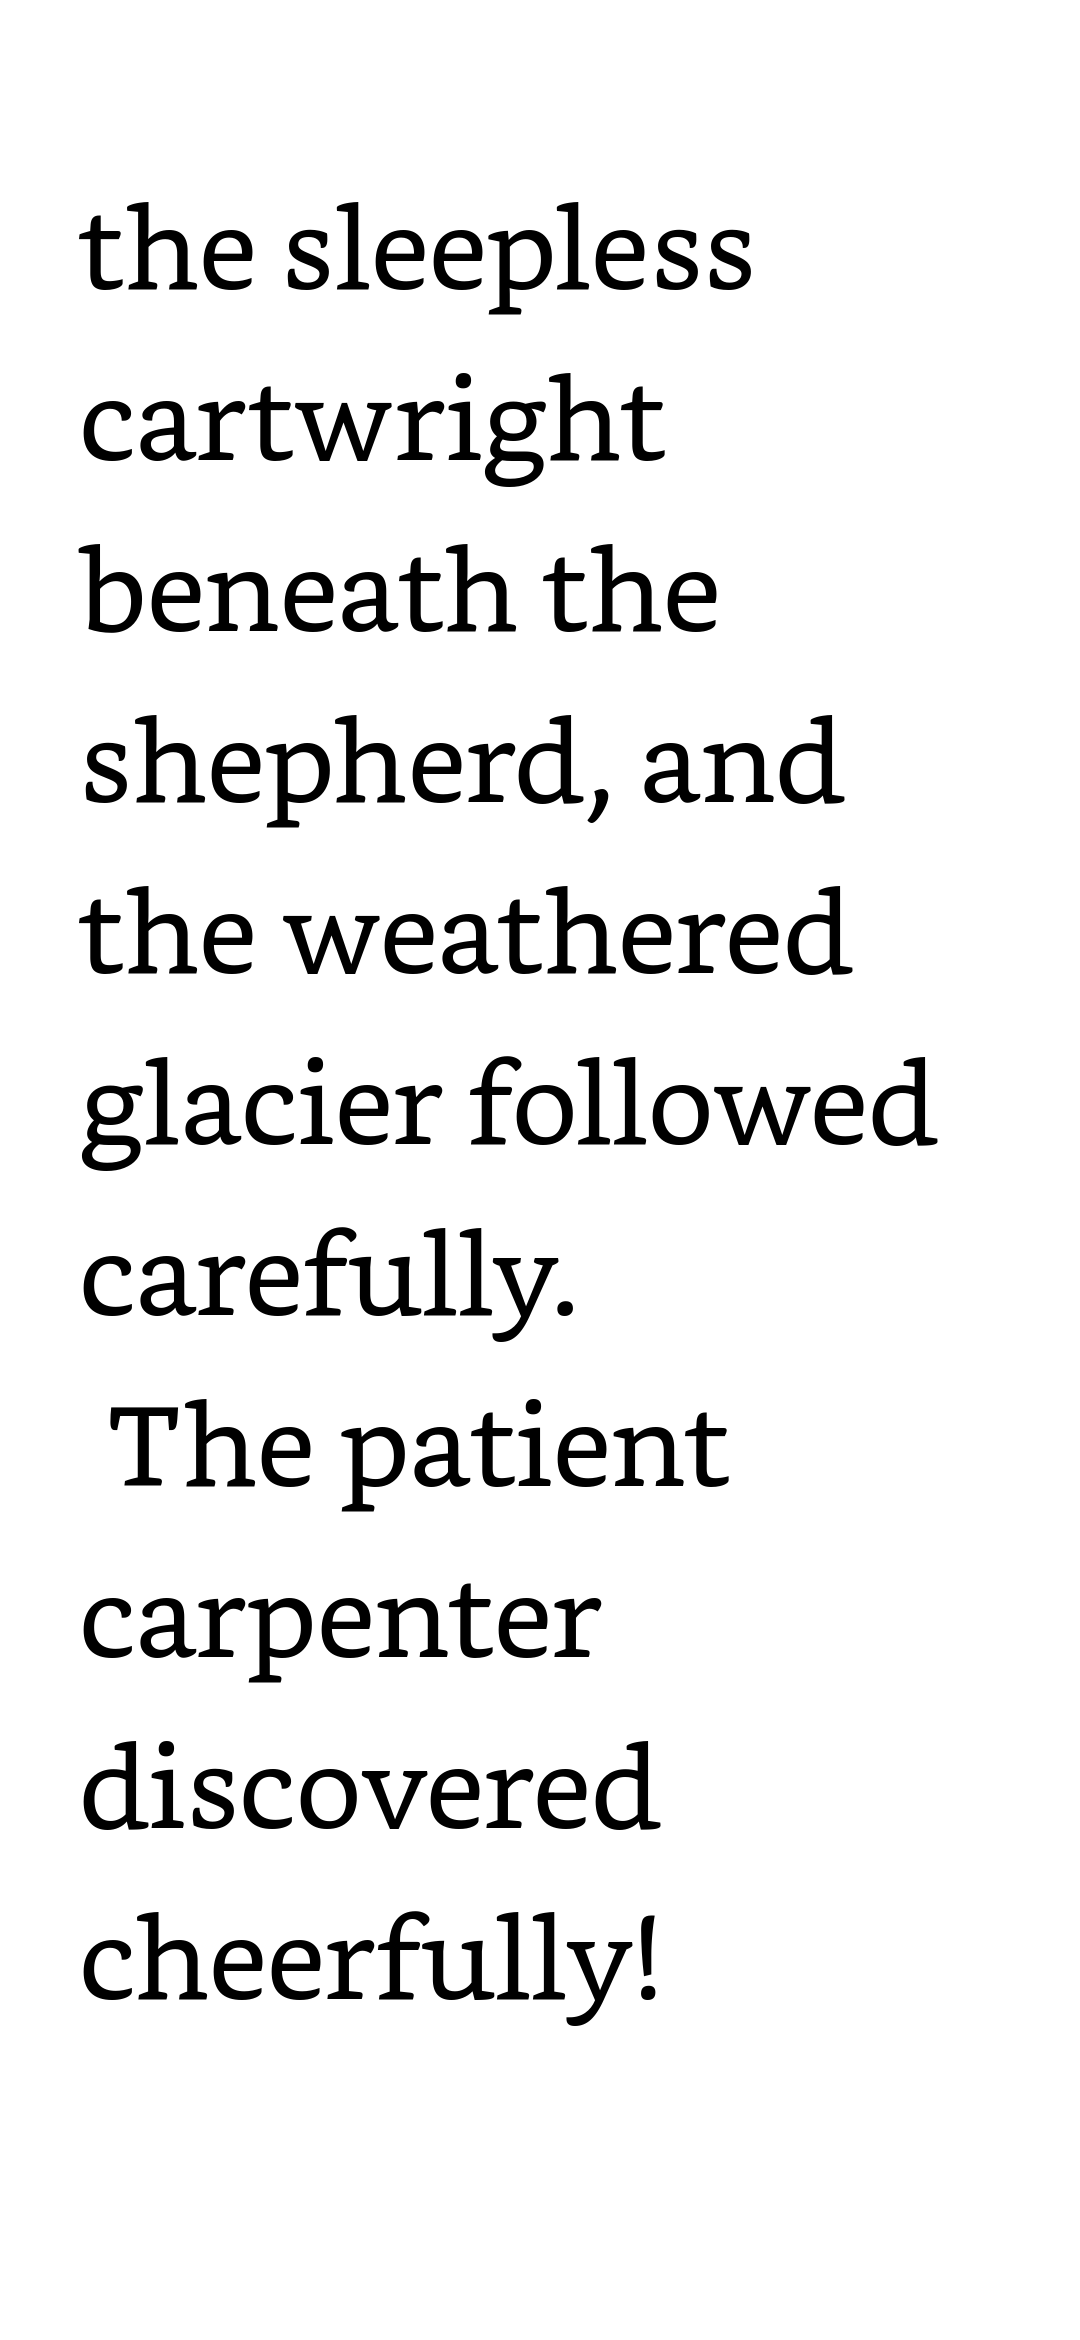 the sleepless
cartwright
beneath the
shepherd, and
the weathered
glacier followed
carefully.
The patient
carpenter
discovered
cheerfully!